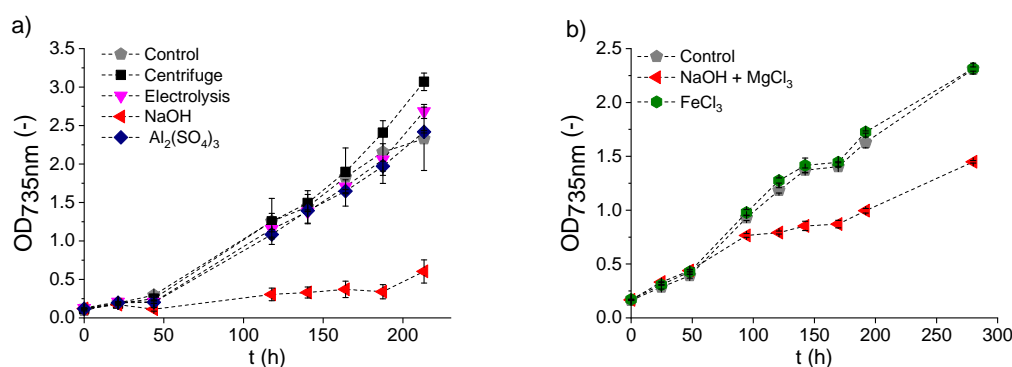 a)
3.5
3.0
2.5
2.0
1.5
1.0
0.5
0.0
OD735nm (-)
Control
Centrifuge
Electrolysis
NaOH
Al2(SO4)3
0 50 100 150 200
t (h)
b)
2.5
2.0
1.5
1.0
0.5
0.0
OD735nm (-)
Control
NaOH + MgCl3
FeCl3
0 50 100 150 200 250 300
t (h)